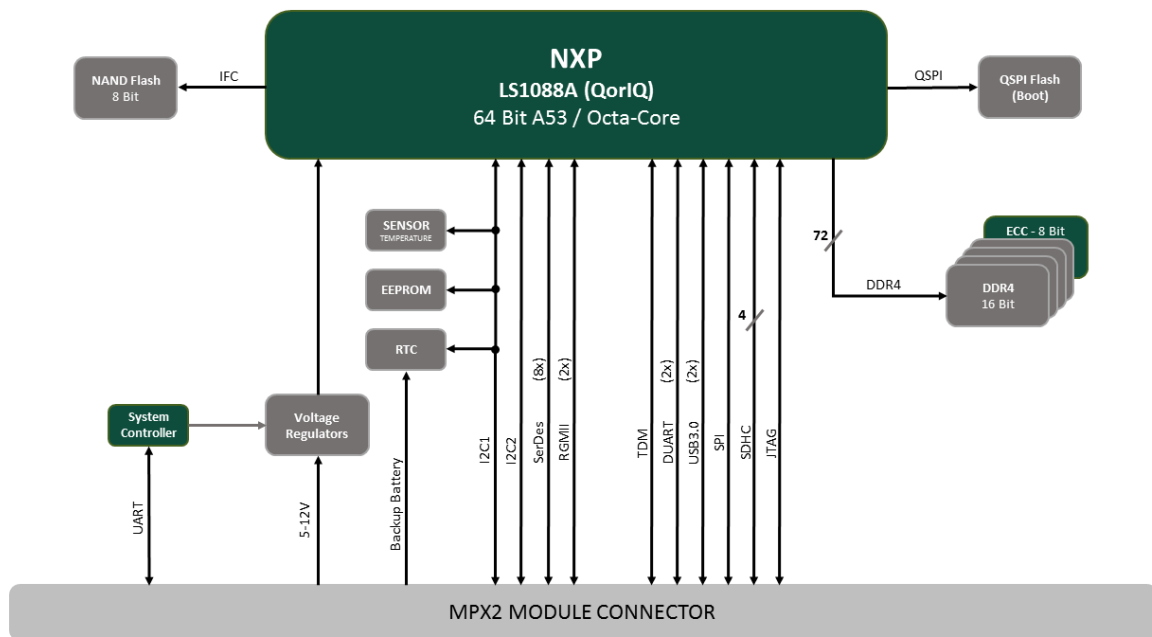 NXP
LS1088A (QorIQ)
64 Bit A53 / Octa-Core
NAND Flash
8 Bit
IFC
QSPI
QSPI Flash
(Boot)
SENSOR
TEMPERATURE
EEPROM
RTC
72
ECC - 8 Bit
DDR4
DDR4
16 Bit
4
System
Controller
Voltage
Regulators
UART
5-12V
Backup Battery
I2C1
I2C2
SerDes (8x)
RGMII (2x)
TDM
DUART (2x)
USB3.0 (2x)
SPI
SDHC
JTAG
MPX2 MODULE CONNECTOR